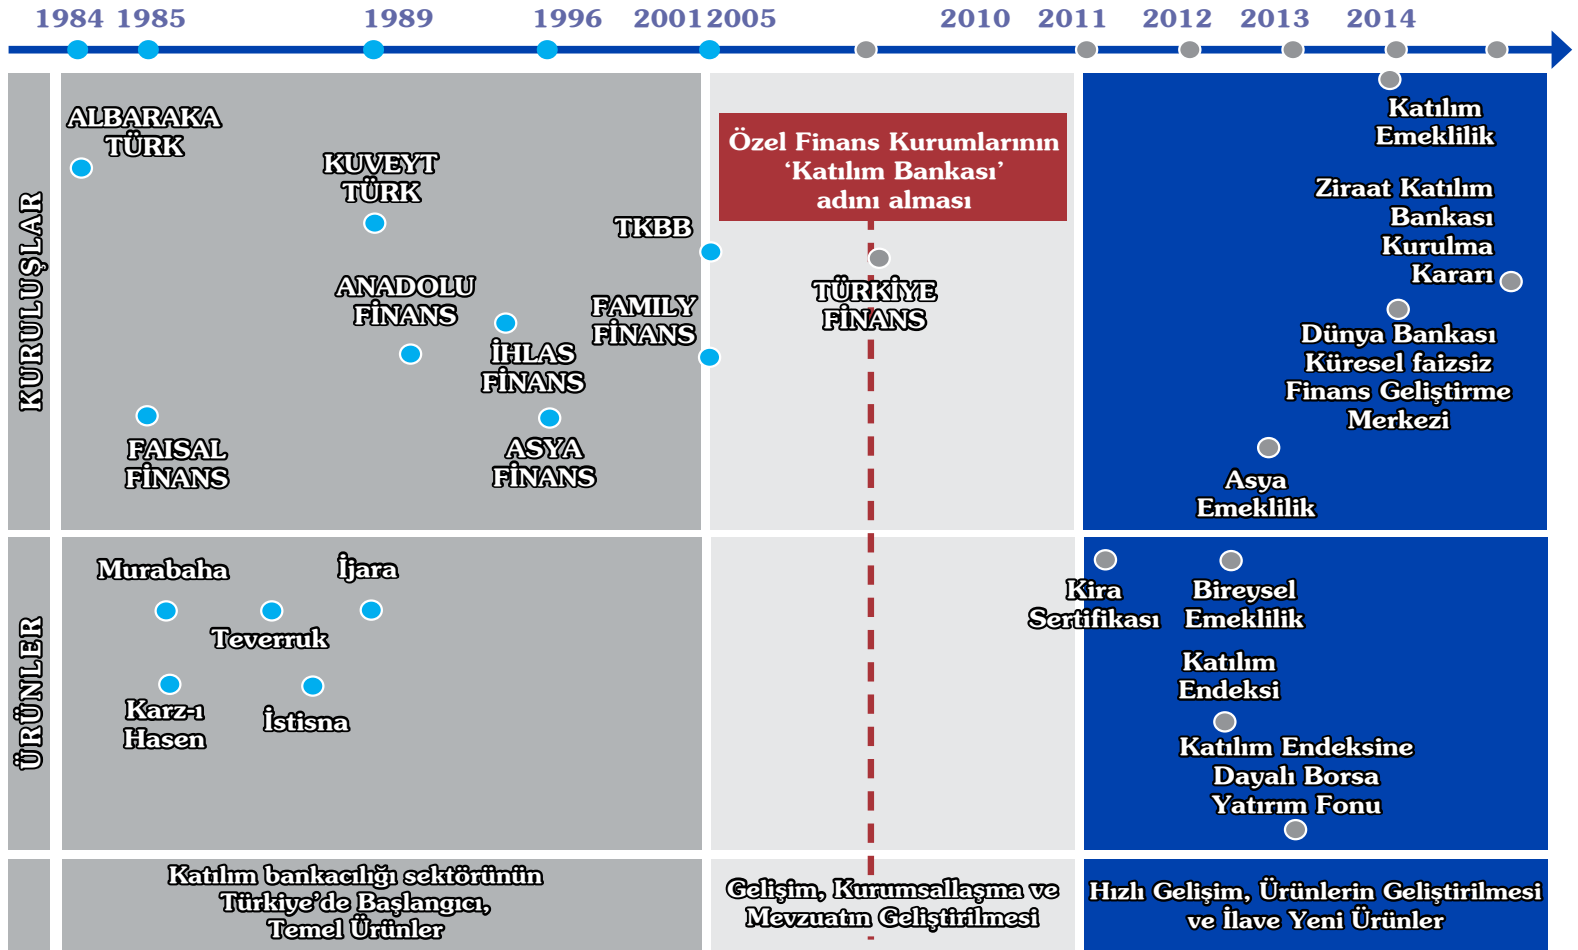 1984 1985 1989 1996 2001 2005 2010 2011 2012 2013 2014
KURULUŞLAR
ALBARAKA
TÜRK
FAISAL
FİNANS
KUVEYT
TÜRK
ANADOLU
FİNANS
İHLAS
FİNANS
ASYA
FİNANS
TKBB
FAMILY
FİNANS
Özel Finans Kurumlarının
‘Katılım Bankası’
adını alması
TÜRKİYE
FİNANS
Katılım
Emeklilik
Ziraat Katılım
Bankası
Kurulma
Kararı
Dünya Bankası
Küresel faizsiz
Finans Geliştirme
Merkezi
Asya
Emeklilik
ÜRÜNLER
Murabaha
Teverruk
İjara
Karz-ı
Hasen
İstisna
Kira
Sertifikası
Bireysel
Emeklilik
Katılım
Endeksi
Katılım Endeksine
Dayalı Borsa
Yatırım Fonu
Katılım bankacılığı sektörünün
Türkiye’de Başlangıcı,
Temel Ürünler
Gelişim, Kurumsallaşma ve
Mevzuatın Geliştirilmesi
Hızlı Gelişim, Ürünlerin Geliştirilmesi
ve İlave Yeni Ürünler